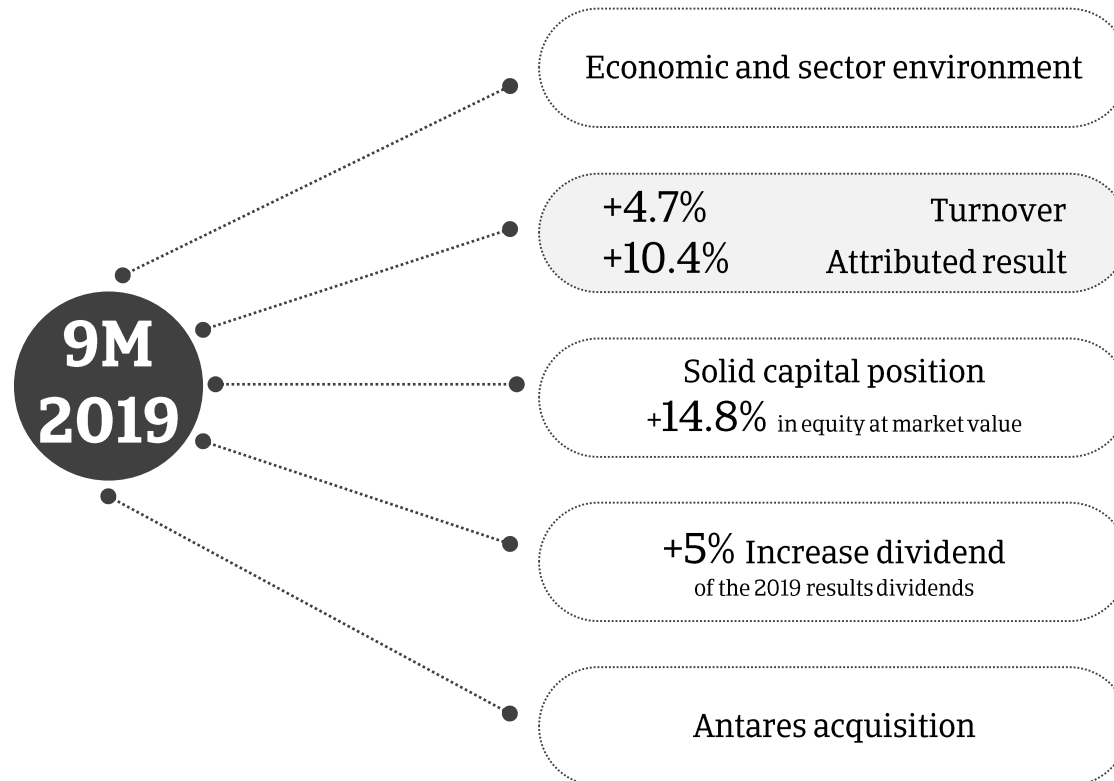 9M
2019
Economic and sector environment
+4.7% Turnover
+10.4% Attributed result
Solid capital position
+14.8% in equity at market value
+5% Increase dividend
of the 2019 results dividends
Antares acquisition